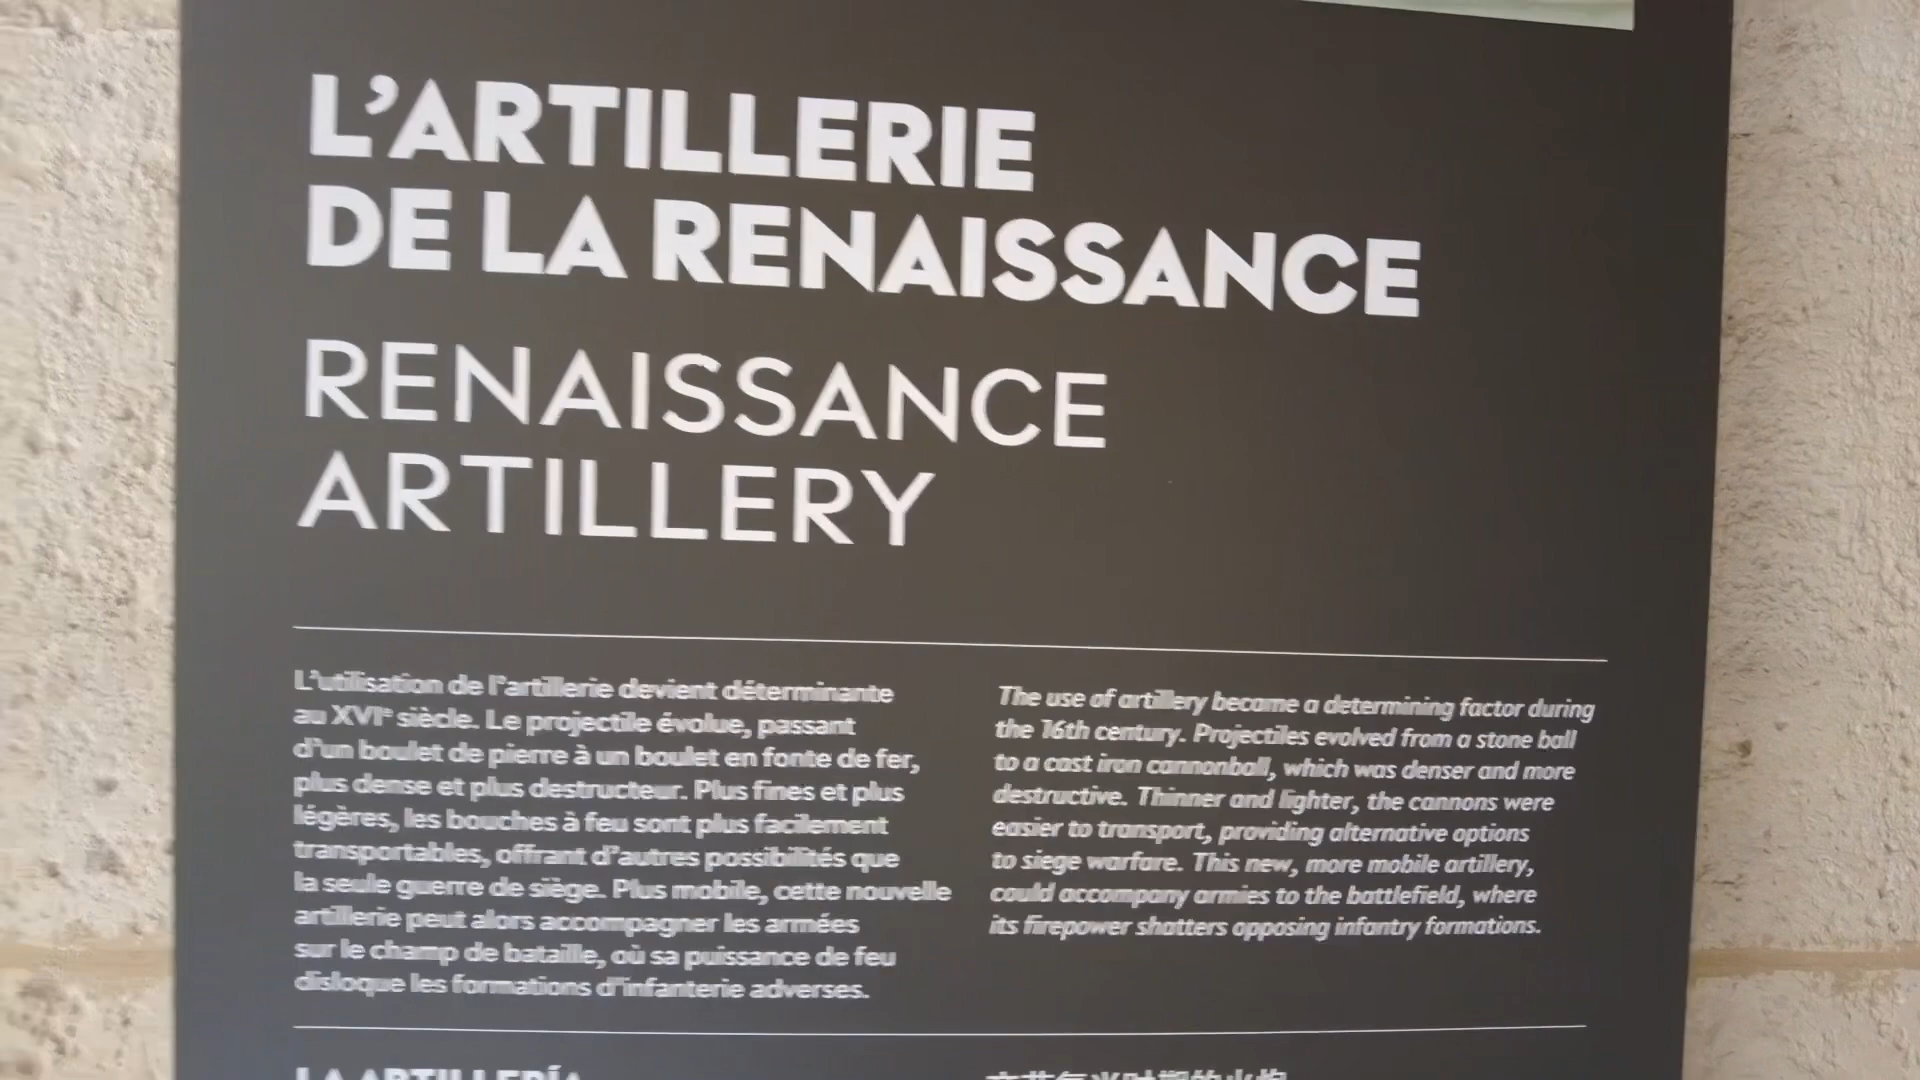 L'ARTILLERIE
DE LA RENAISSANCE
RENAISSANCE
ARTILLERY
L'utilisation de l'artillerie devient déterminante
au XVIe siècle. Le projectile évolue, passant
d'un boulet de pierre à un boulet en fonte de fer,
plus dense et plus destructeur. Plus fines et plus
légères, les bouches à feu sont plus facilement
transportables, offrant d'autres possibilités que
la seule guerre de siège. Plus mobile, cette nouvelle
artillerie peut alors accompagner les armées
sur le champ de bataille, où sa puissance de feu
disloque les formations d'infanterie adverses.
The use of artillery became a determining factor during
the 16th century. Projectiles evolved from a stone ball
to a cast iron cannonball, which was denser and more
destructive. Thinner and lighter, the cannons were
easier to transport, providing alternative options
to siege warfare. This new, more mobile artillery,
could accompany armies to the battlefield, where
its firepower shatters opposing infantry formations.
LA ARTILLERÍA